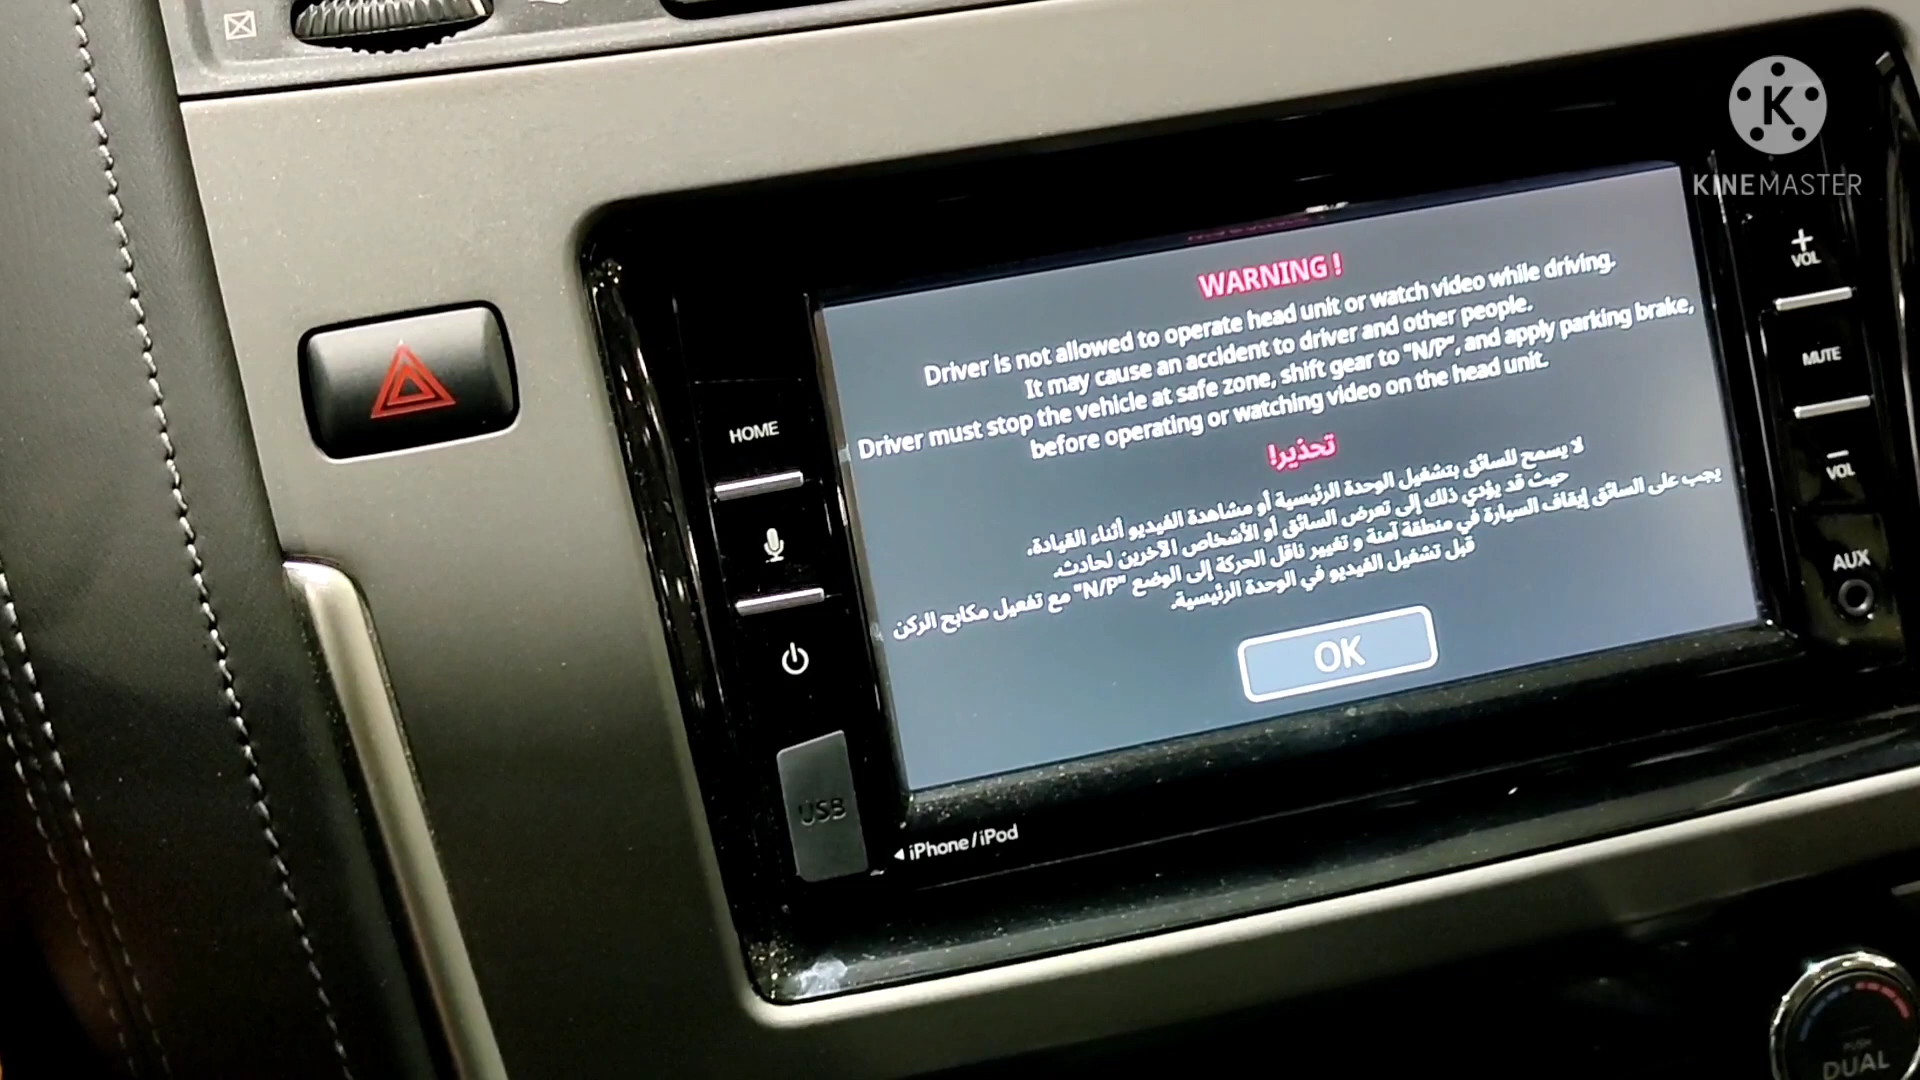 K
KINEMASTER
WARNING !
Driver is not allowed to operate head unit or watch video while driving.
It may cause an accident to driver and other people.
Driver must stop the vehicle at safe zone, shift gear to "N/P", and apply parking brake,
before operating or watching video on the head unit.
تحذير!
لا يسمح للسائق بتشغيل الوحدة الرئيسية أو مشاهدة الفيديو أثناء القيادة.
حيث قد يؤدي ذلك إلى تعرض السائق أو الأشخاص الآخرين لحادث.
يجب على السائق إيقاف السيارة في منطقة آمنة و تغيير ناقل الحركة إلى الوضع "N/P" مع تفعيل مكابح الركن
قبل تشغيل الفيديو في الوحدة الرئيسية.
OK
HOME
USB
iPhone / iPod
+
VOL
MUTE
−
VOL
AUX
PUSH
DUAL